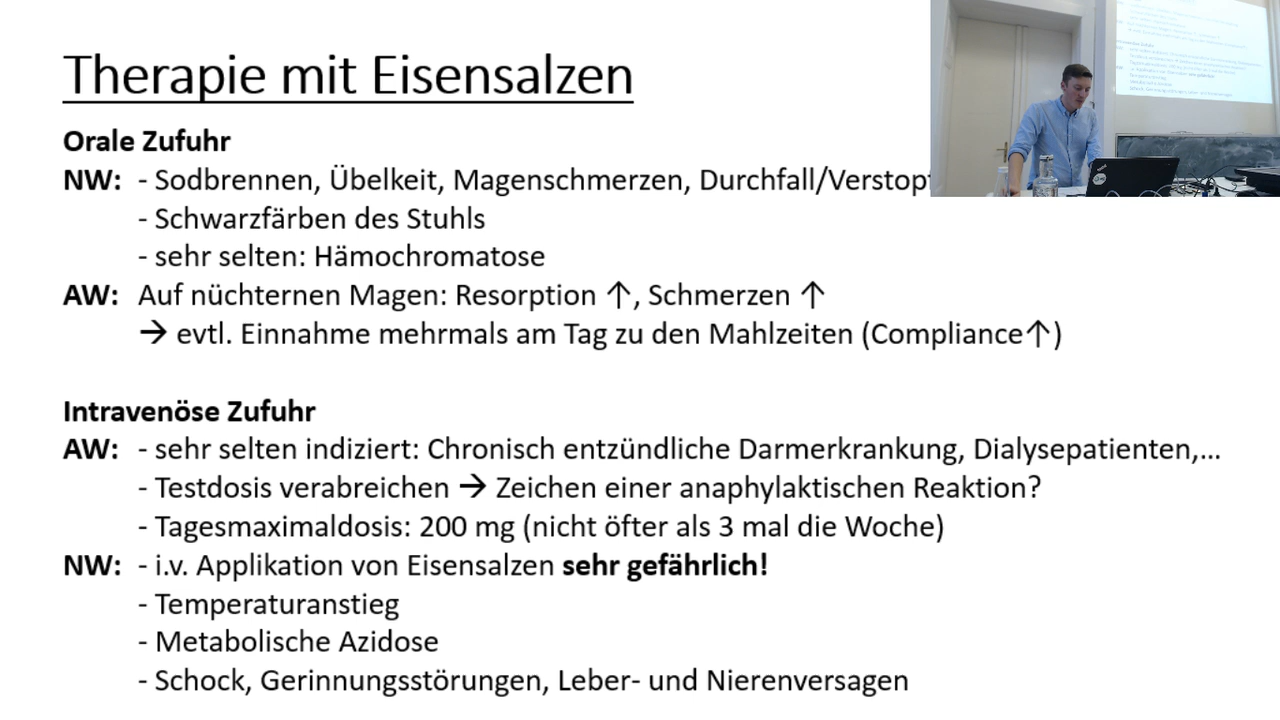 Therapie mit Eisensalzen
Orale Zufuhr
NW: - Sodbrennen, Übelkeit, Magenschmerzen,
- Schwarzfärben des Stuhls
- sehr selten: Hämochromatose
AW: Auf nüchternen Magen: Resorption ↑, Schmerzen ↑
→ evtl. Einnahme mehrmals am Tag zu den Mahlzeiten (Compliance↑)
Intravenöse Zufuhr
AW: - sehr selten indiziert: Chronisch entzündliche Darmerkrankung, Dialysepatienten,...
- Testdosis verabreichen → Zeichen einer anaphylaktischen Reaktion?
- Tagesmaximaldosis: 200 mg (nicht öfter als 3 mal die Woche)
NW: - i.v. Applikation von Eisensalzen sehr gefährlich!
- Temperaturanstieg
- Metabolische Azidose
- Schock, Gerinnungsstörungen, Leber- und Nierenversagen